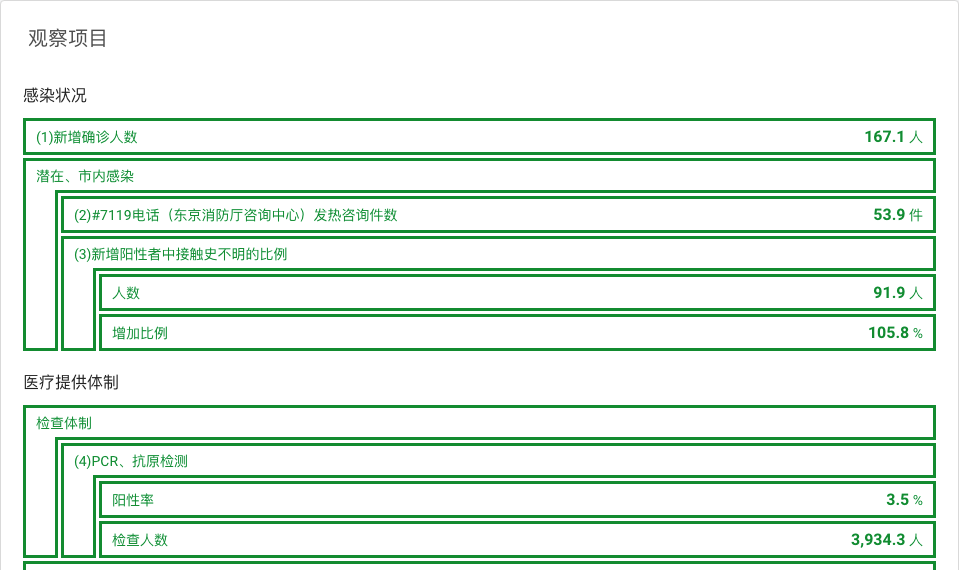 观察项目
感染状况
(1)新增确诊人数 167.1 人
潜在、市内感染
(2)#7119电话（东京消防厅咨询中心）发热咨询件数 53.9 件
(3)新增阳性者中接触史不明的比例
人数 91.9 人
增加比例 105.8 %
医疗提供体制
检查体制
(4)PCR、抗原检测
阳性率 3.5 %
检查人数 3,934.3 人